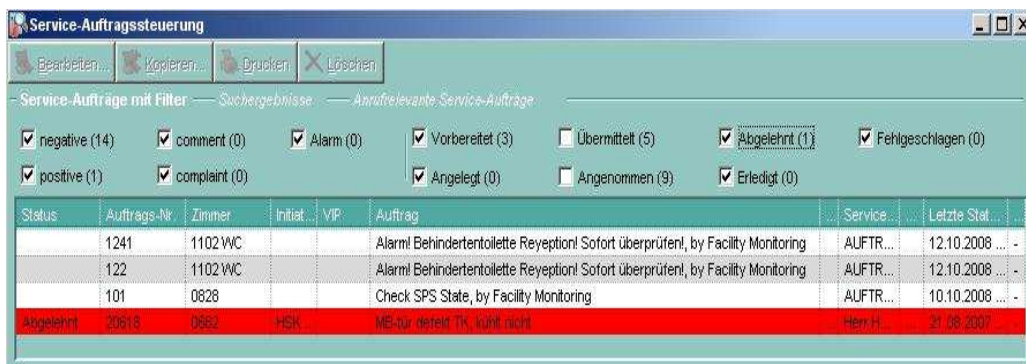 Service-Auftragssteuerung
Bearbeiten... Kopieren... Drucken Löschen
Service-Aufträge mit Filter Suchergebnisse Anrufrelevante Service-Aufträge
negative (14) comment (0) Alarm (0) Vorbereitet (3) Übermittelt (5) Abgelehnt (1) Fehlgeschlagen (0)
positive (1) complaint (0) Angelegt (0) Angenommen (9) Erledigt (0)
Status Auftrags-Nr. Zimmer Initiat... VIP Auftrag ... Service... ... Letzte Stat... ...
1241 1102 WC Alarm! Behindertentoilette Reyeption! Sofort überprüfen!, by Facility Monitoring AUFTR... 12.10.2008 ... -
122 1102 WC Alarm! Behindertentoilette Reyeption! Sofort überprüfen!, by Facility Monitoring AUFTR... 12.10.2008 ... -
101 0828 Check SPS State, by Facility Monitoring AUFTR... 10.10.2008 ... -
Abgelehnt 20618 0682 HSK... MB-tür defekt TK, kühlt nicht ... Herr H... ... 21.08.2007 ... -